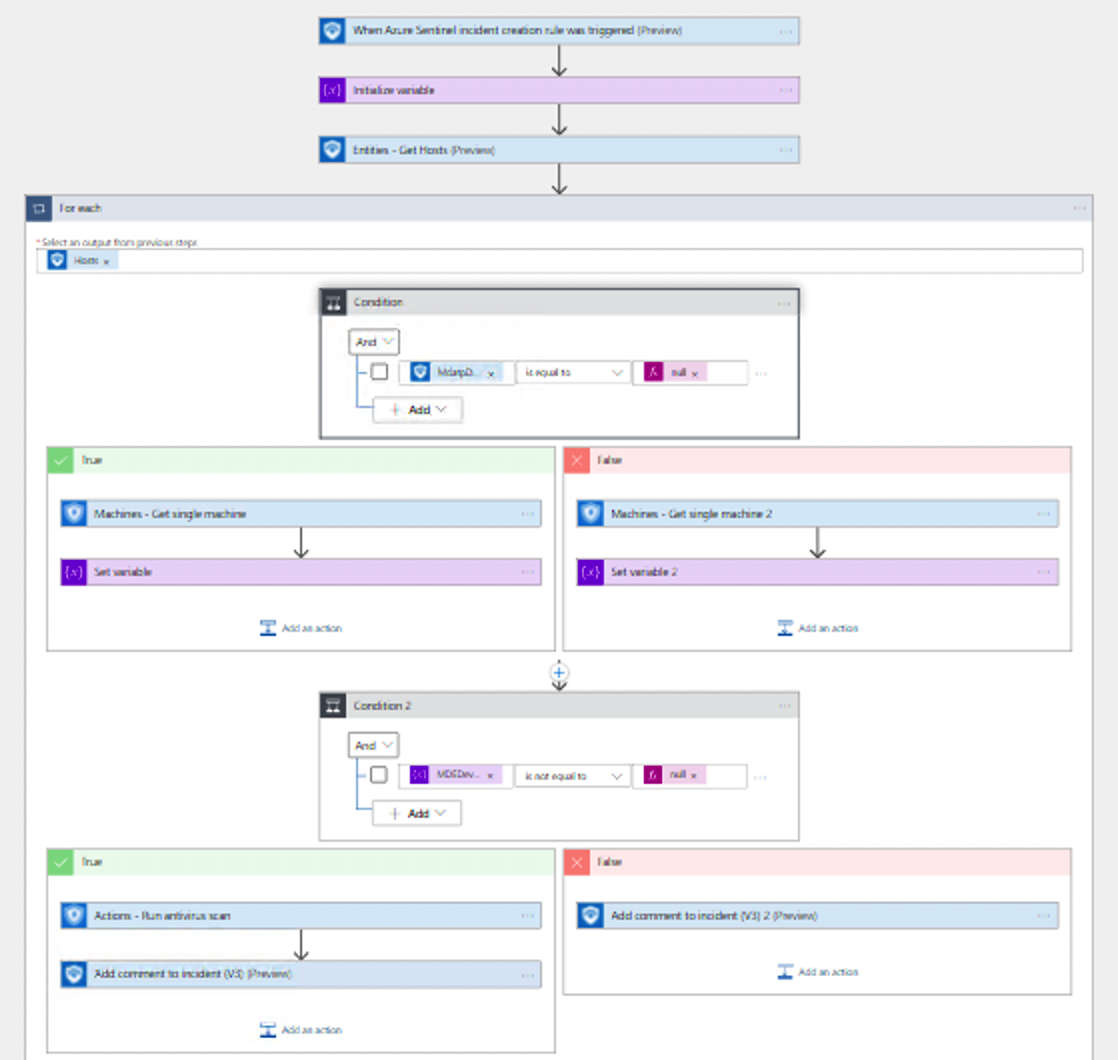 When Azure Sentinel incident creation rule was triggered (Preview)
Initialize variable
Entities - Get Hosts (Preview)
For each
* Select an output from previous steps
Hosts x
Condition
And
MdatpD... x is equal to null x
Add
True
False
Machines - Get single machine
Machines - Get single machine 2
Set variable
Set variable 2
Add an action
Add an action
Condition 2
And
MDEDev... x is not equal to null x
Add
True
False
Actions - Run antivirus scan
Add comment to incident (V3) 2 (Preview)
Add comment to incident (V3) (Preview)
Add an action
Add an action